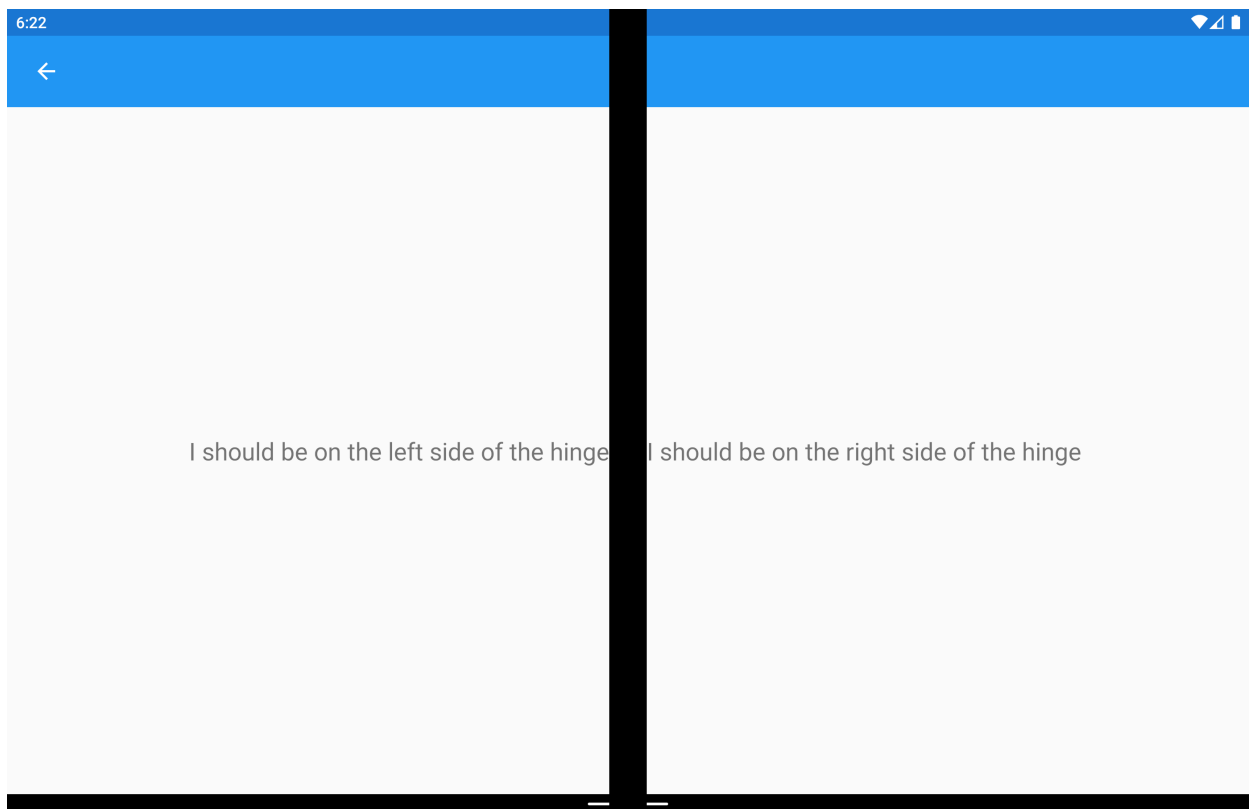 6:22
I should be on the left side of the hinge
I should be on the right side of the hinge